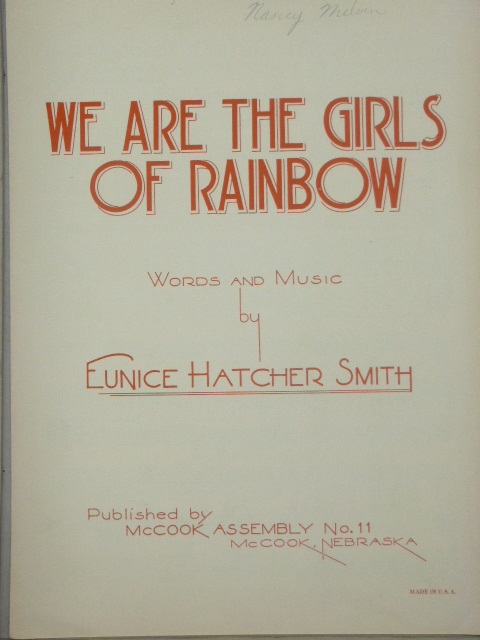 Nancy
WE ARE THE GIRLS
OF RAINBOW
WORDS AND MUSIC
by
EUNICE HATCHER SMITH
Published by
McCOOK ASSEMBLY No. 11
McCOOK, NEBRASKA
MADE IN U.S.A.